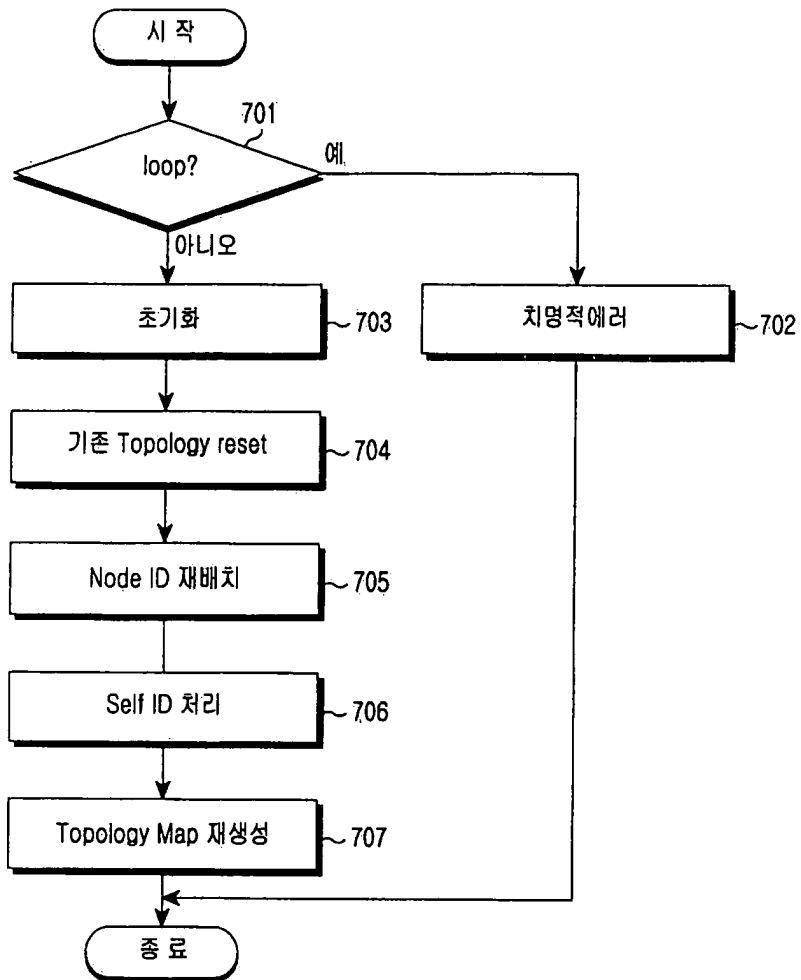 시 작
701
loop?
예
아니오
초기화
703
치명적에러
702
기존 Topology reset
704
Node ID 재배치
705
Self ID 처리
706
Topology Map 재생성
707
종 료